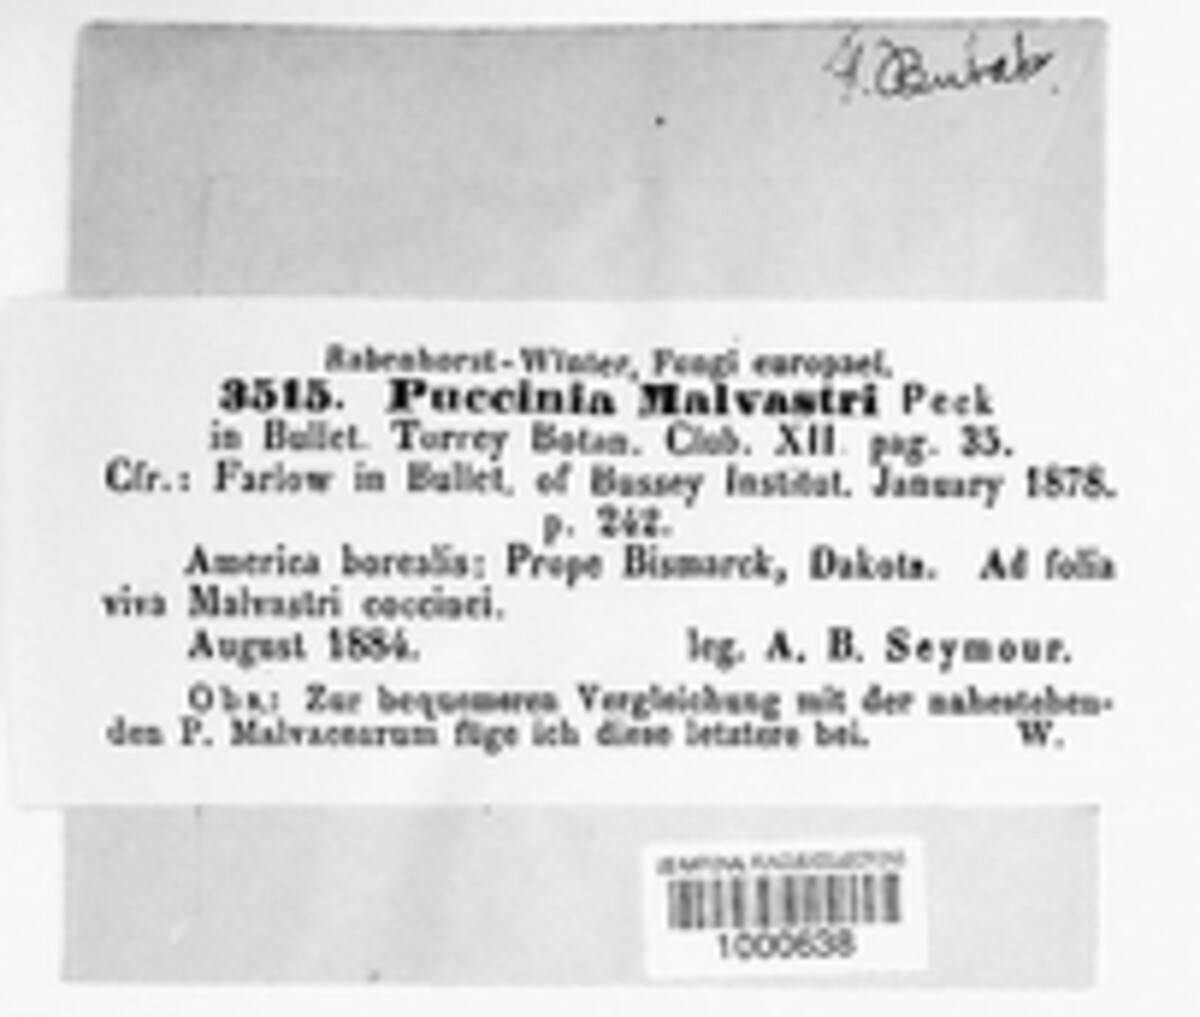 Bubak.
Rabenhorst-Winter, Fungi europaei.
3515. Puccinia Malvastri Peck
in Bullet. Torrey Botan. Club. XII. pag. 35.
Cfr.: Farlow in Bullet. of Bussey Institut. January 1878.
p. 242.
America borealis: Prope Bismarck, Dakota. Ad folia
viva Malvastri coccinei.
August 1884. leg. A. B. Seymour.
Obs.: Zur bequemeren Vergleichung mit der nahestehen-
den P. Malvacearum füge ich diese letztere bei. W.
1000638